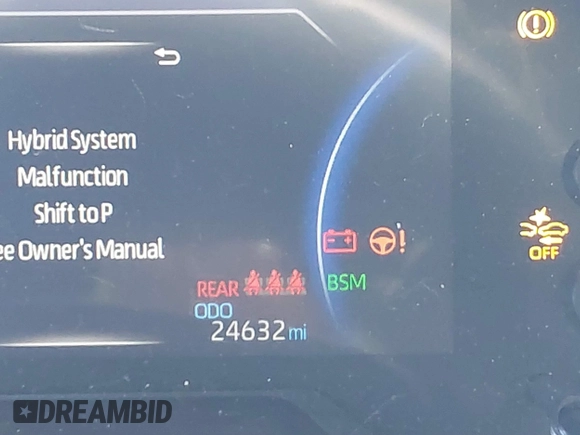 Hybrid System
Malfunction
Shift to P
ee Owner's Manual
REAR
BSM
OFF
ODO
24632 mi
DREAMBID